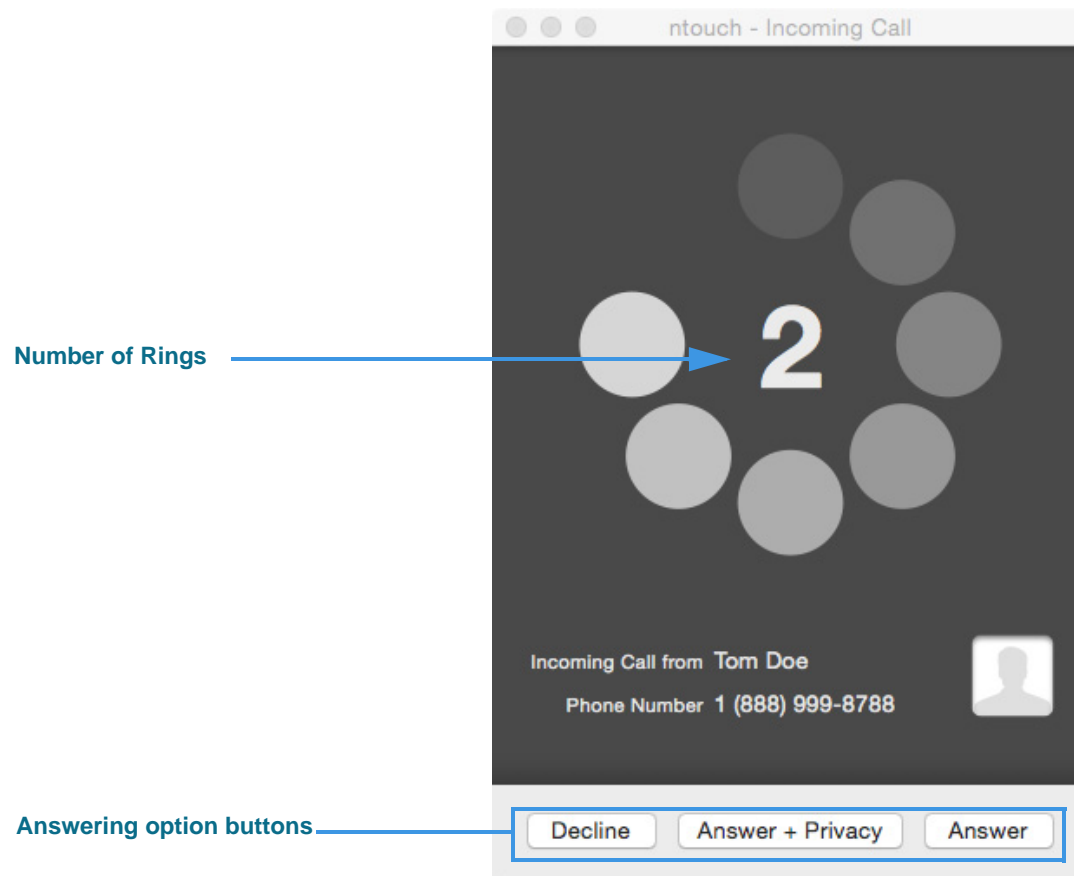 ntouch - Incoming Call
Number of Rings
2
Incoming Call from Tom Doe
Phone Number 1 (888) 999-8788
Answering option buttons
Decline Answer + Privacy Answer